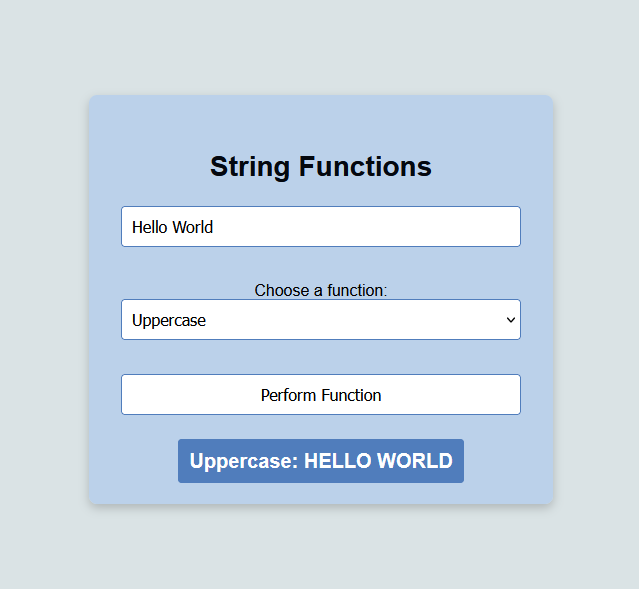 String Functions
Hello World
Choose a function:
Uppercase
Perform Function
Uppercase: HELLO WORLD